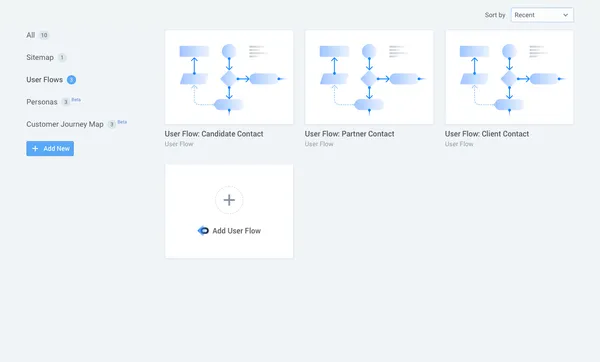 Sort by Recent
All 10
Sitemap 1
User Flows 3
Personas 3 Beta
Customer Journey Map 3 Beta
+ Add New
User Flow: Candidate Contact
User Flow
User Flow: Partner Contact
User Flow
User Flow: Client Contact
User Flow
Add User Flow